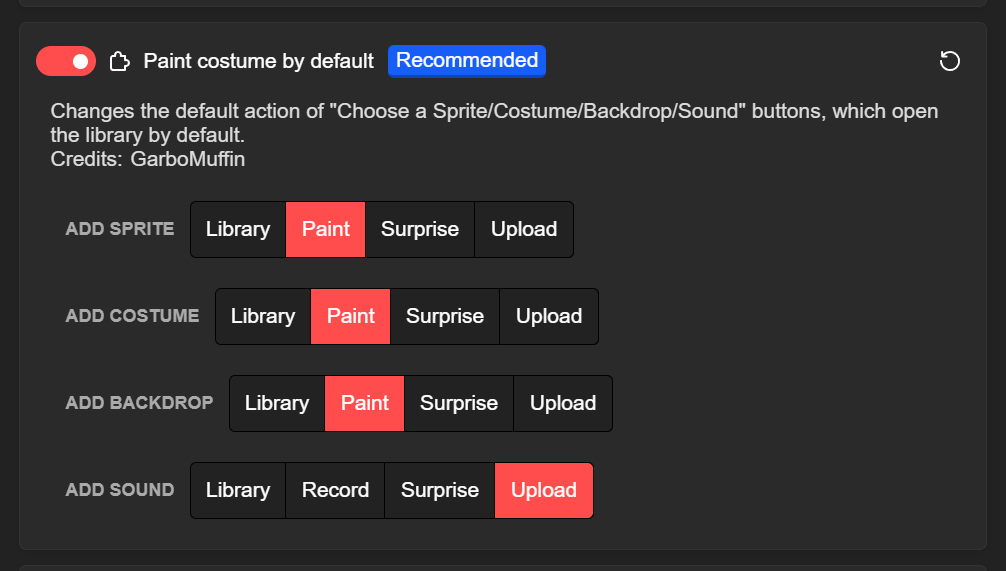 Paint costume by default Recommended
Changes the default action of "Choose a Sprite/Costume/Backdrop/Sound" buttons, which open
the library by default.
Credits: GarboMuffin
ADD SPRITE Library Paint Surprise Upload
ADD COSTUME Library Paint Surprise Upload
ADD BACKDROP Library Paint Surprise Upload
ADD SOUND Library Record Surprise Upload